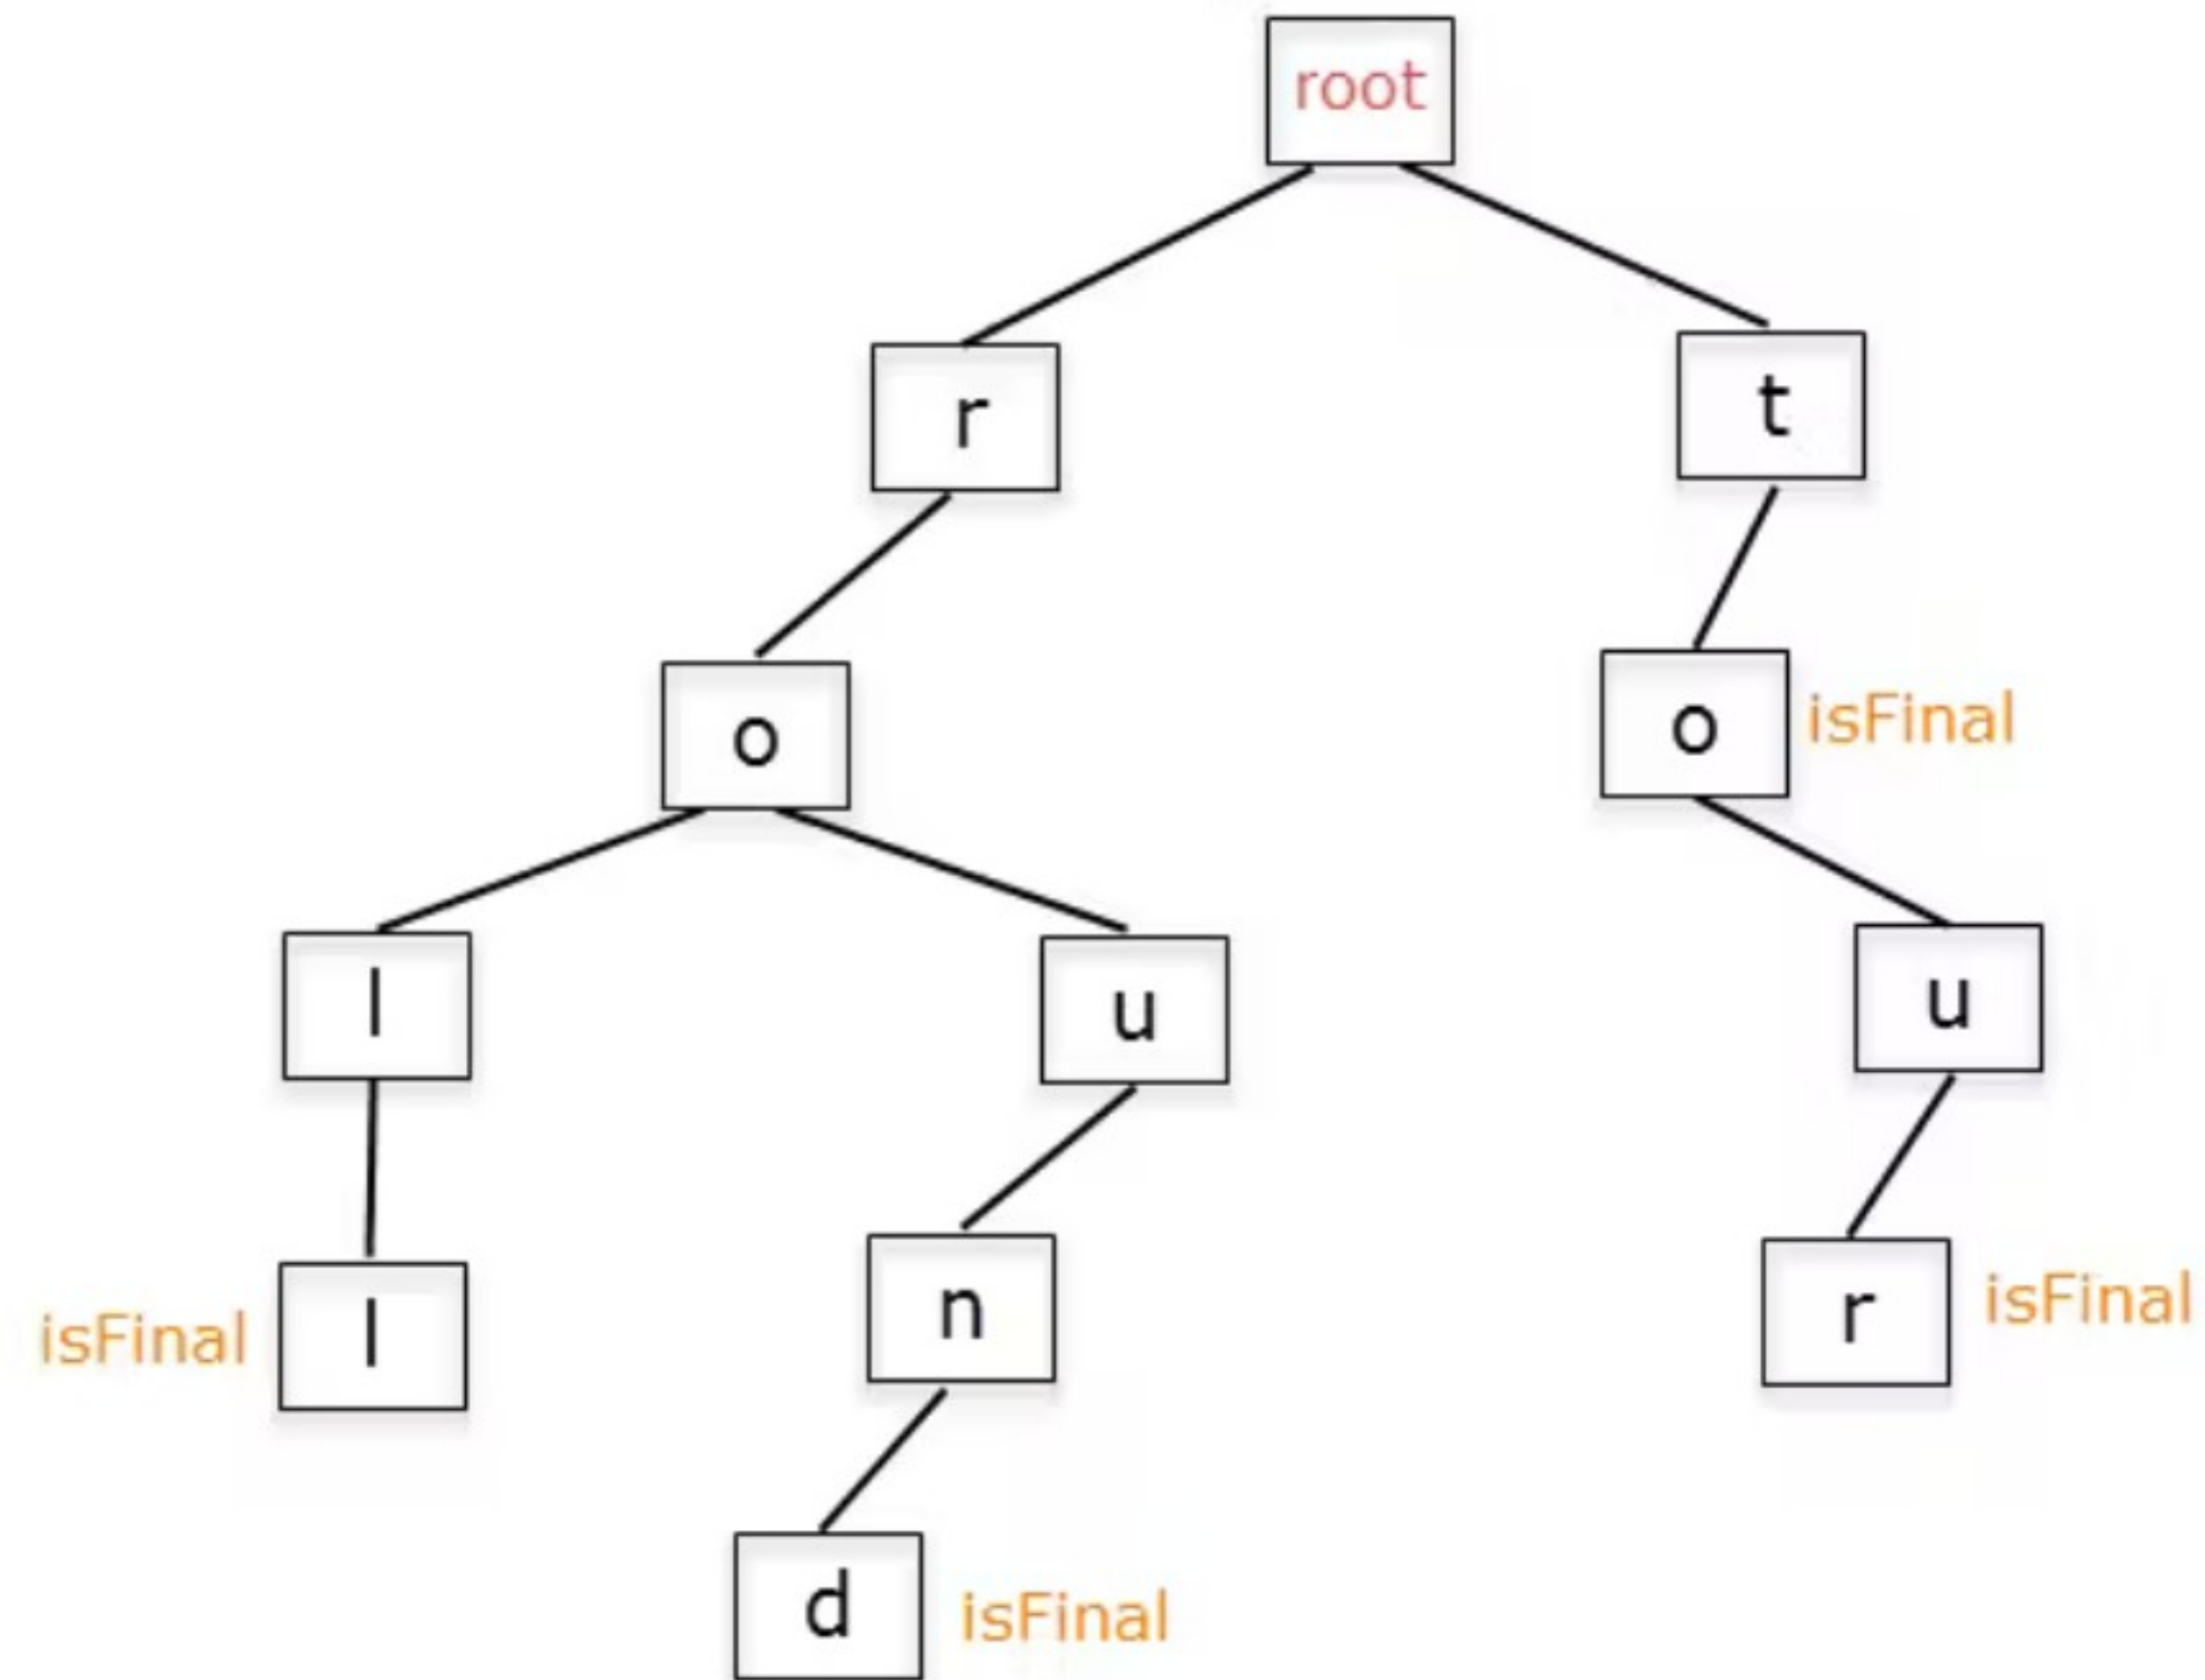 root
r
t
o
o isFinal
l
u
u
isFinal l
n
r isFinal
d isFinal